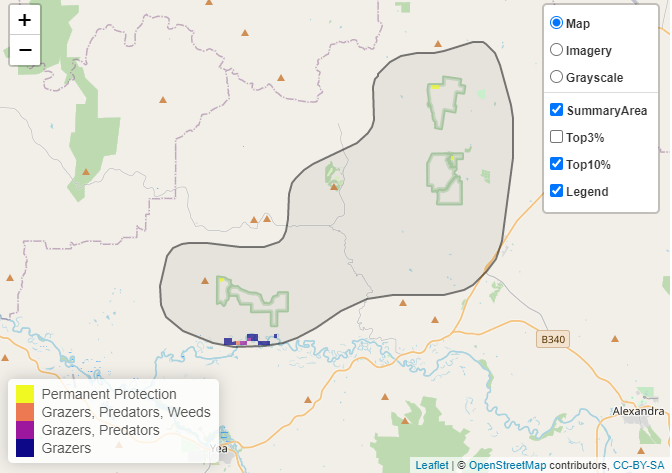 +
−
Map
Imagery
Grayscale
SummaryArea
Top3%
Top10%
Legend
B340
Alexandra
Permanent Protection
Grazers, Predators, Weeds
Grazers, Predators
Grazers
Yea
Leaflet | © OpenStreetMap contributors, CC-BY-SA